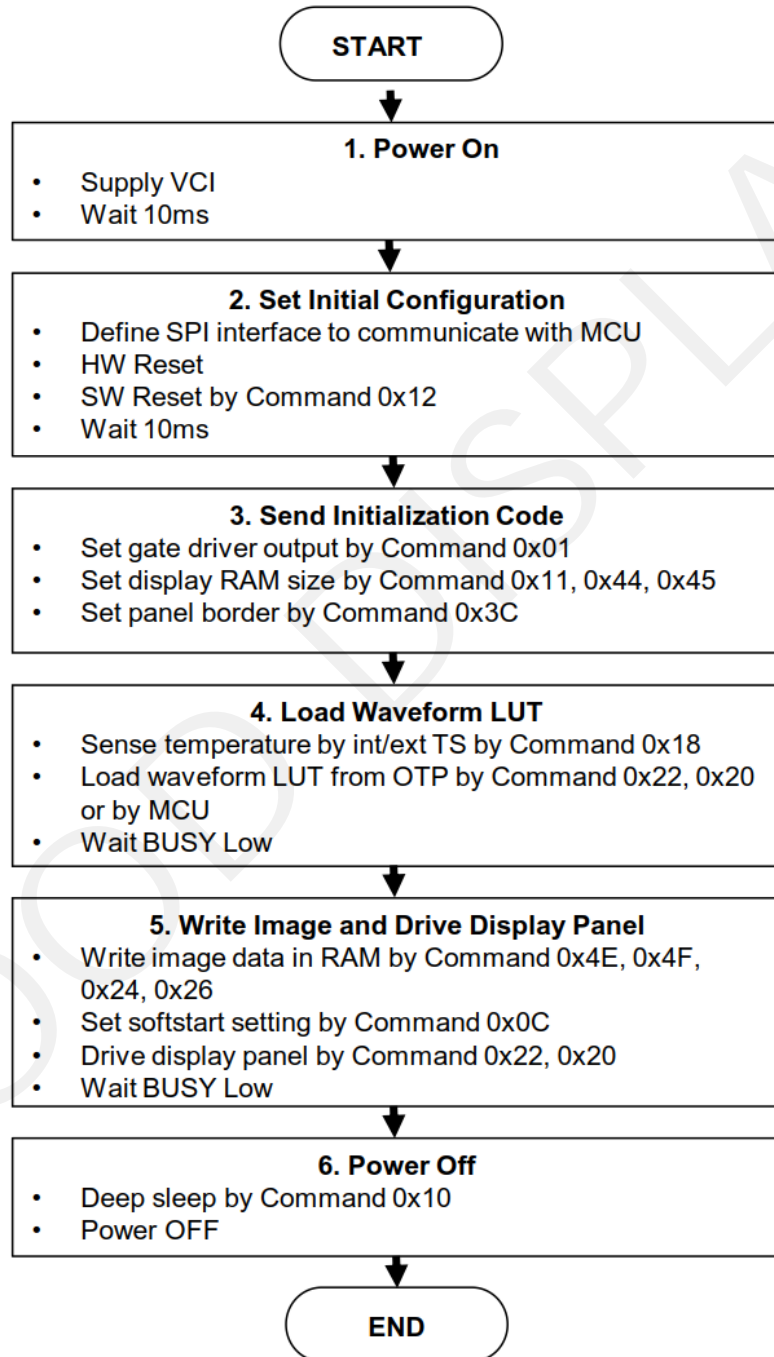 START
1. Power On
• Supply VCI
• Wait 10ms
2. Set Initial Configuration
• Define SPI interface to communicate with MCU
• HW Reset
• SW Reset by Command 0x12
• Wait 10ms
3. Send Initialization Code
• Set gate driver output by Command 0x01
• Set display RAM size by Command 0x11, 0x44, 0x45
• Set panel border by Command 0x3C
4. Load Waveform LUT
• Sense temperature by int/ext TS by Command 0x18
• Load waveform LUT from OTP by Command 0x22, 0x20
or by MCU
• Wait BUSY Low
5. Write Image and Drive Display Panel
• Write image data in RAM by Command 0x4E, 0x4F,
0x24, 0x26
• Set softstart setting by Command 0x0C
• Drive display panel by Command 0x22, 0x20
• Wait BUSY Low
6. Power Off
• Deep sleep by Command 0x10
• Power OFF
END